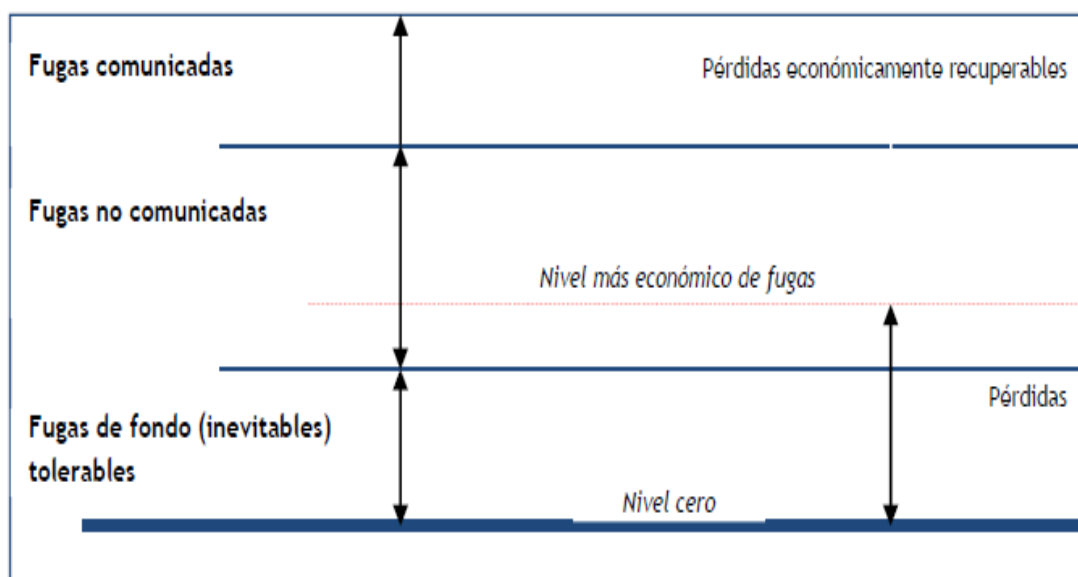 Fugas comunicadas
Pérdidas económicamente recuperables
Fugas no comunicadas
Nivel más económico de fugas
Pérdidas
Fugas de fondo (inevitables)
tolerables
Nivel cero